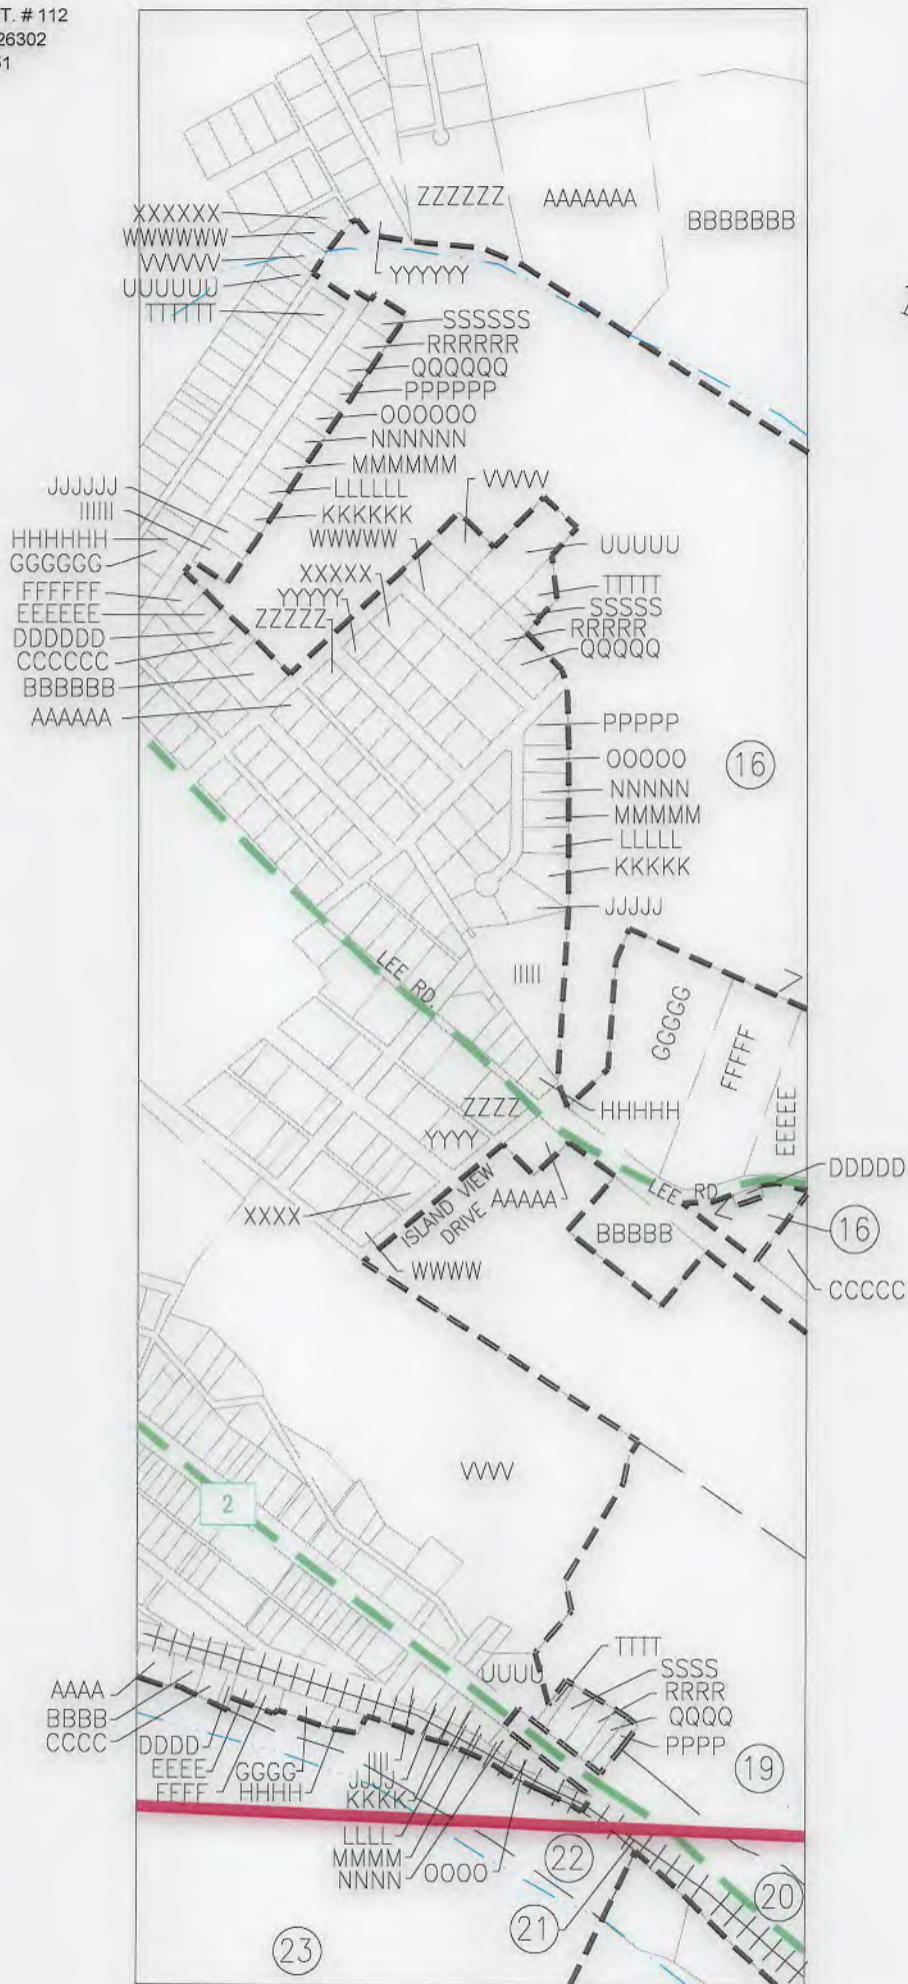 T. # 112
26302
51
ZZZZZZ
AAAAAAA
BBBBBBB
XXXXXX
WWWWWW
VVVVVV
UUUUUU
TTTTTT
YYYYYY
SSSSSS
RRRRRR
QQQQQQ
PPPPPP
OOOOOO
NNNNNN
MMMMMM
LLLLLL
KKKKKK
JJJJJJ
IIIIII
HHHHHH
GGGGGG
FFFFFF
EEEEEE
DDDDDD
CCCCCC
BBBBBB
AAAAAA
VVVVV
WWWWW
XXXXX
YYYYY
ZZZZZ
UUUUU
TTTTT
SSSSS
RRRRR
QQQQQ
PPPPP
OOOOO
NNNNN
MMMMM
LLLLL
KKKKK
JJJJJ
IIIII
16
LEE RD.
GGGGG
FFFFF
EEEEE
HHHHH
ZZZZ
YYYY
XXXX
WWWW
ISLAND VIEW
DRIVE
AAAAA
BBBBB
LEE RD.
DDDDD
16
CCCCC
VVVV
2
UUUU
TTTT
SSSS
RRRR
QQQQ
PPPP
19
AAAA
BBBB
CCCC
DDDD
EEEE
FFFF
GGGG
HHHH
IIII
JJJJ
KKKK
LLLL
MMMM
NNNN
OOOO
22
20
21
23